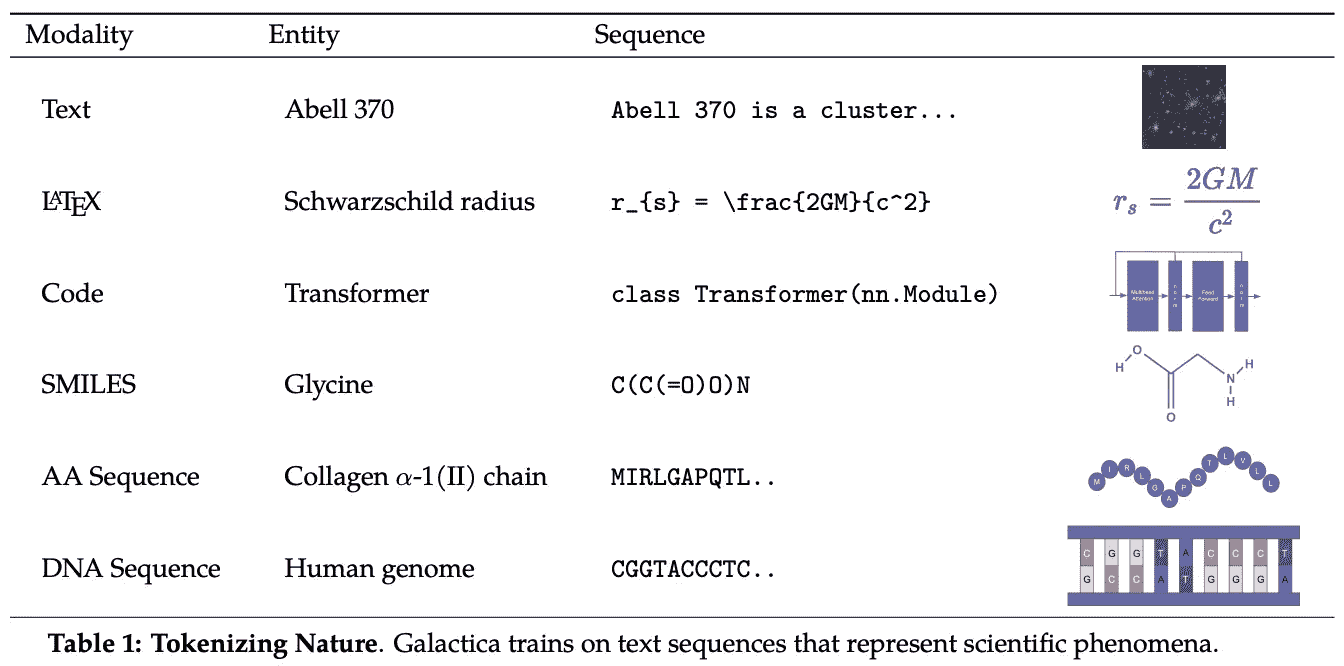 Modality Entity Sequence
Text Abell 370 Abell 370 is a cluster...
LATEX Schwarzschild radius r_{s} = \frac{2GM}{c^2} r_s = 2GM/c^2
Code Transformer class Transformer(nn.Module) Multihead Attention norm Feed Forward norm
SMILES Glycine C(C(=O)O)N H O O N H H
AA Sequence Collagen α-1(II) chain MIRLGAPQTL.. M I R L G A P Q T L V L L
DNA Sequence Human genome CGGTACCCTC.. C G G T A C C C T
G C C A T G G G A
Table 1: Tokenizing Nature. Galactica trains on text sequences that represent scientific phenomena.